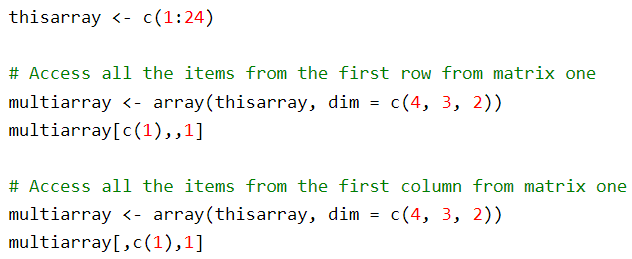 thisarray <- c(1:24)
# Access all the items from the first row from matrix one
multiarray <- array(thisarray, dim = c(4, 3, 2))
multiarray[c(1),,1]
# Access all the items from the first column from matrix one
multiarray <- array(thisarray, dim = c(4, 3, 2))
multiarray[,c(1),1]